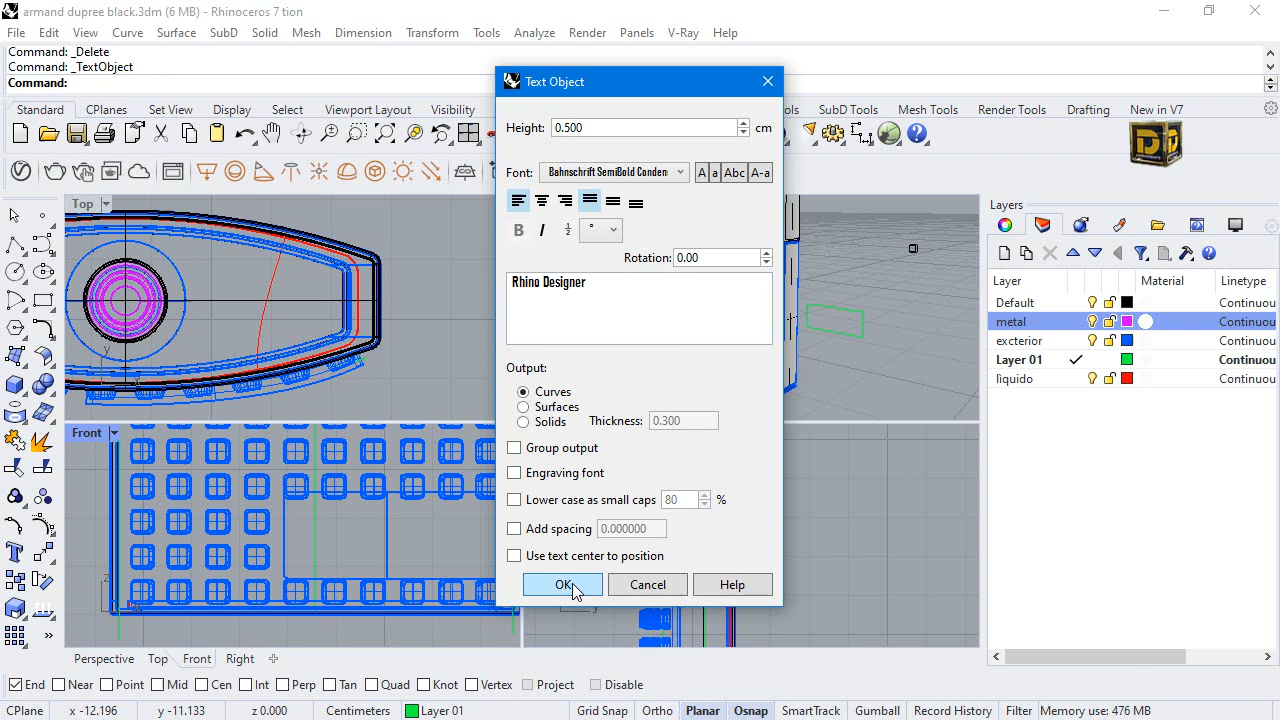 armand dupree black.3dm (6 MB) - Rhinoceros 7 tion
File Edit View Curve Surface SubD Solid Mesh Dimension Transform Tools Analyze Render Panels V-Ray Help
Command: _Delete
Command: _TextObject
Command:
Standard CPlanes Set View Display Select Viewport Layout Visibility
ols SubD Tools Mesh Tools Render Tools Drafting New in V7
Text Object
Height: 0.500 cm
Font: Bahnschrift SemiBold Conden: A a Abc A-a
B I ½ °
Rotation: 0.00
Rhino Designer
Output:
Curves
Surfaces
Solids Thickness: 0.300
Group output
Engraving font
Lower case as small caps 80 %
Add spacing 0.000000
Use text center to position
OK Cancel Help
Top
y
x
Front
z
y
Layers
Layer Material Linetype
Default Continuou
metal Continuou
excterior Continuou
Layer 01 Continuou
liquido Continuou
Perspective Top Front Right
End Near Point Mid Cen Int Perp Tan Quad Knot Vertex Project Disable
CPlane x -12.196 y -11.133 z 0.000 Centimeters Layer 01 Grid Snap Ortho Planar Osnap SmartTrack Gumball Record History Filter Memory use: 476 MB